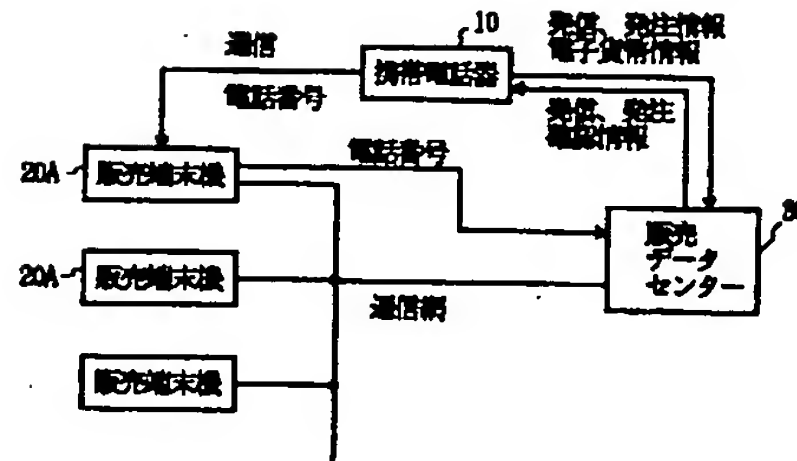 10
発信、発注情報
電子貨幣情報
通信
携帯電話器
電話番号
発信、発注
確認情報
電話番号
20A
販売端末機
販売
データ
センター
20A
販売端末機
通信網
販売端末機